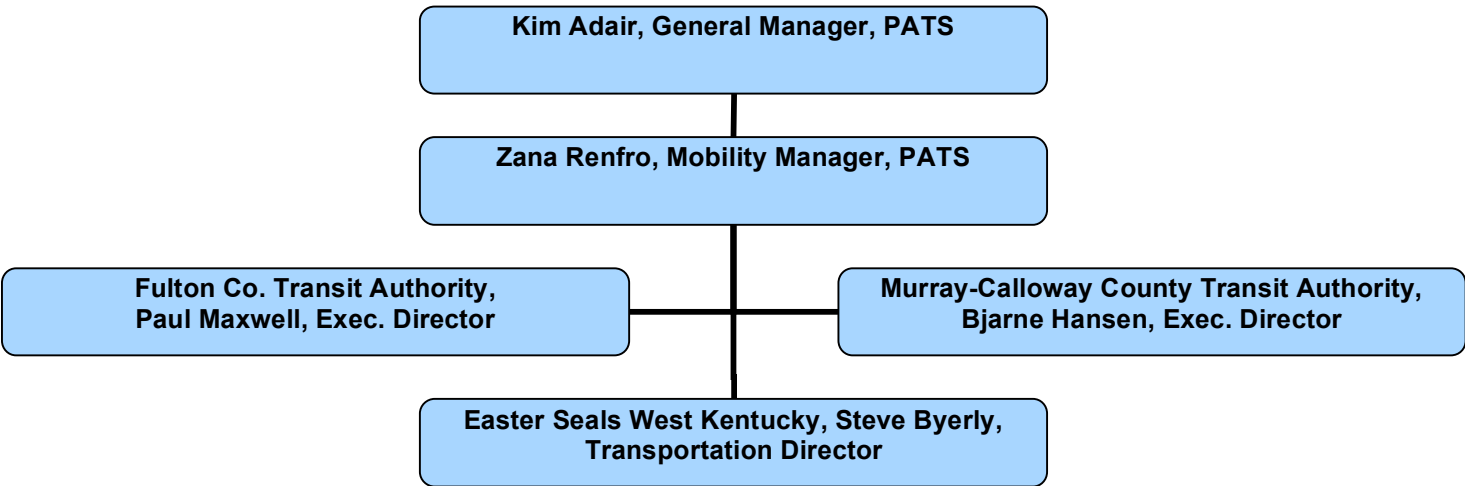 Kim Adair, General Manager, PATS
Zana Renfro, Mobility Manager, PATS
Fulton Co. Transit Authority,
Paul Maxwell, Exec. Director
Murray-Calloway County Transit Authority,
Bjarne Hansen, Exec. Director
Easter Seals West Kentucky, Steve Byerly,
Transportation Director